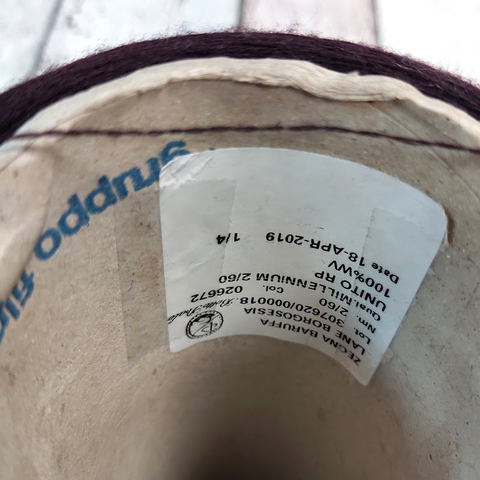 ZEGNA BARUFFA
LANE BORGOSESIA
Lot. 307620/000018
Nm. 2/60 col. 026672
Qual. MILLENNIUM 2/60
UNITO RP
100%WV
Date 18-APR-2019 1/4
gruppo